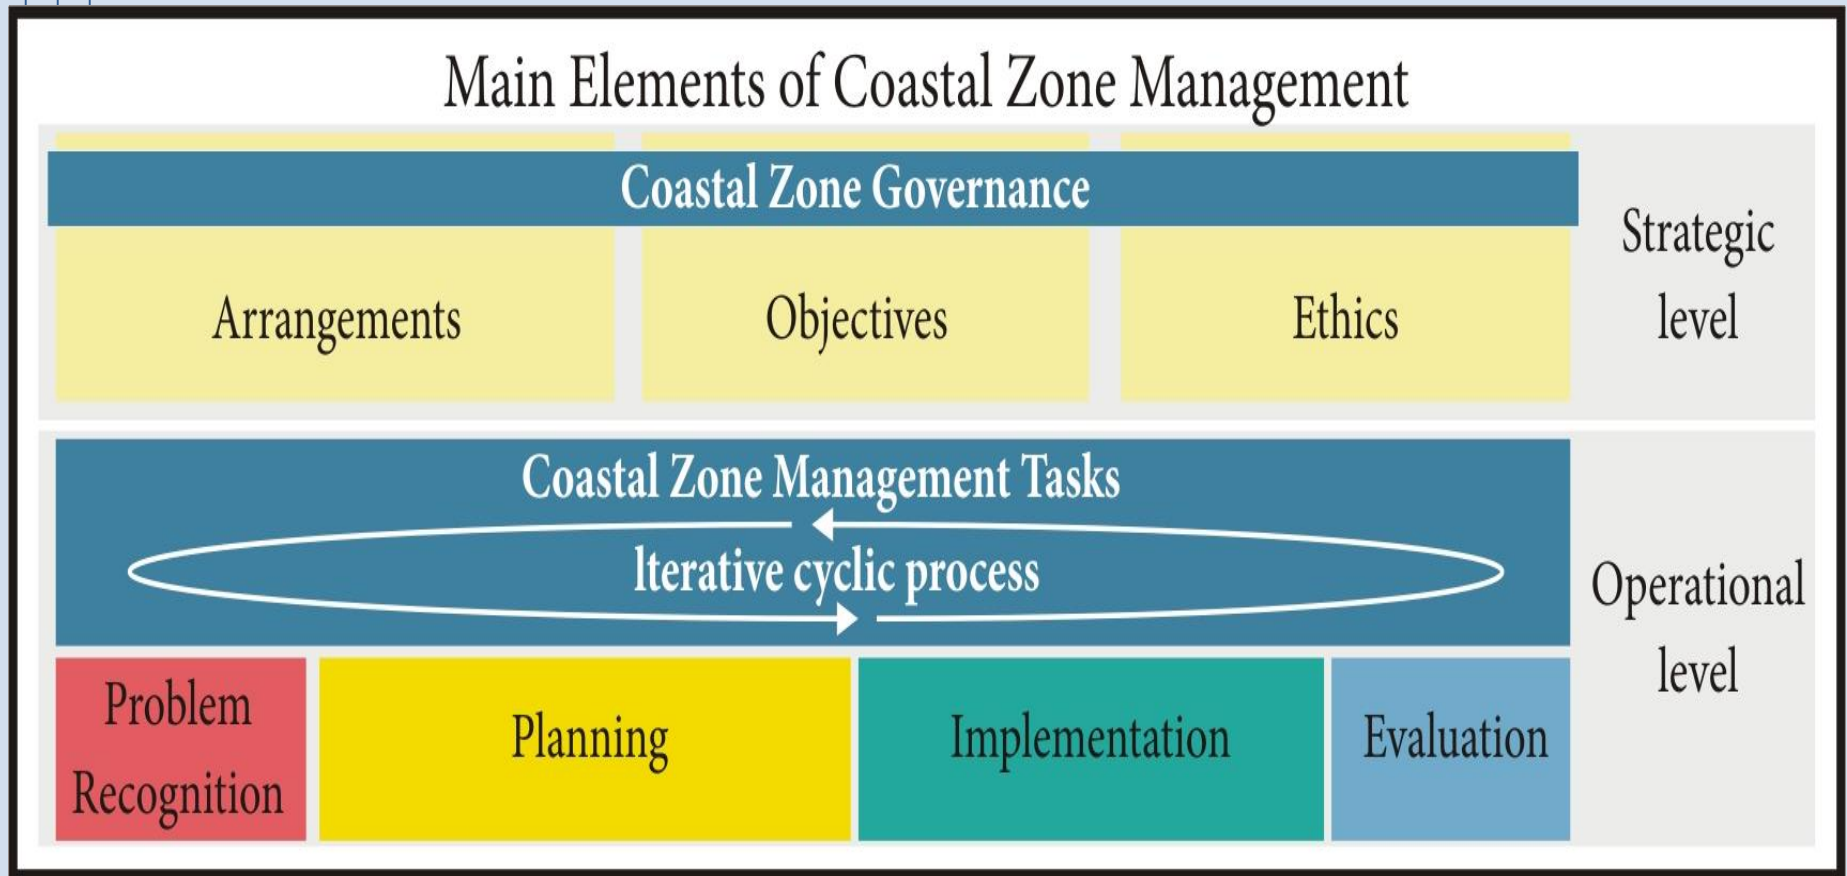 Main Elements of Coastal Zone Management
Coastal Zone Governance
Arrangements
Objectives
Ethics
Strategic
level
Coastal Zone Management Tasks
Iterative cyclic process
Operational
level
Problem
Recognition
Planning
Implementation
Evaluation